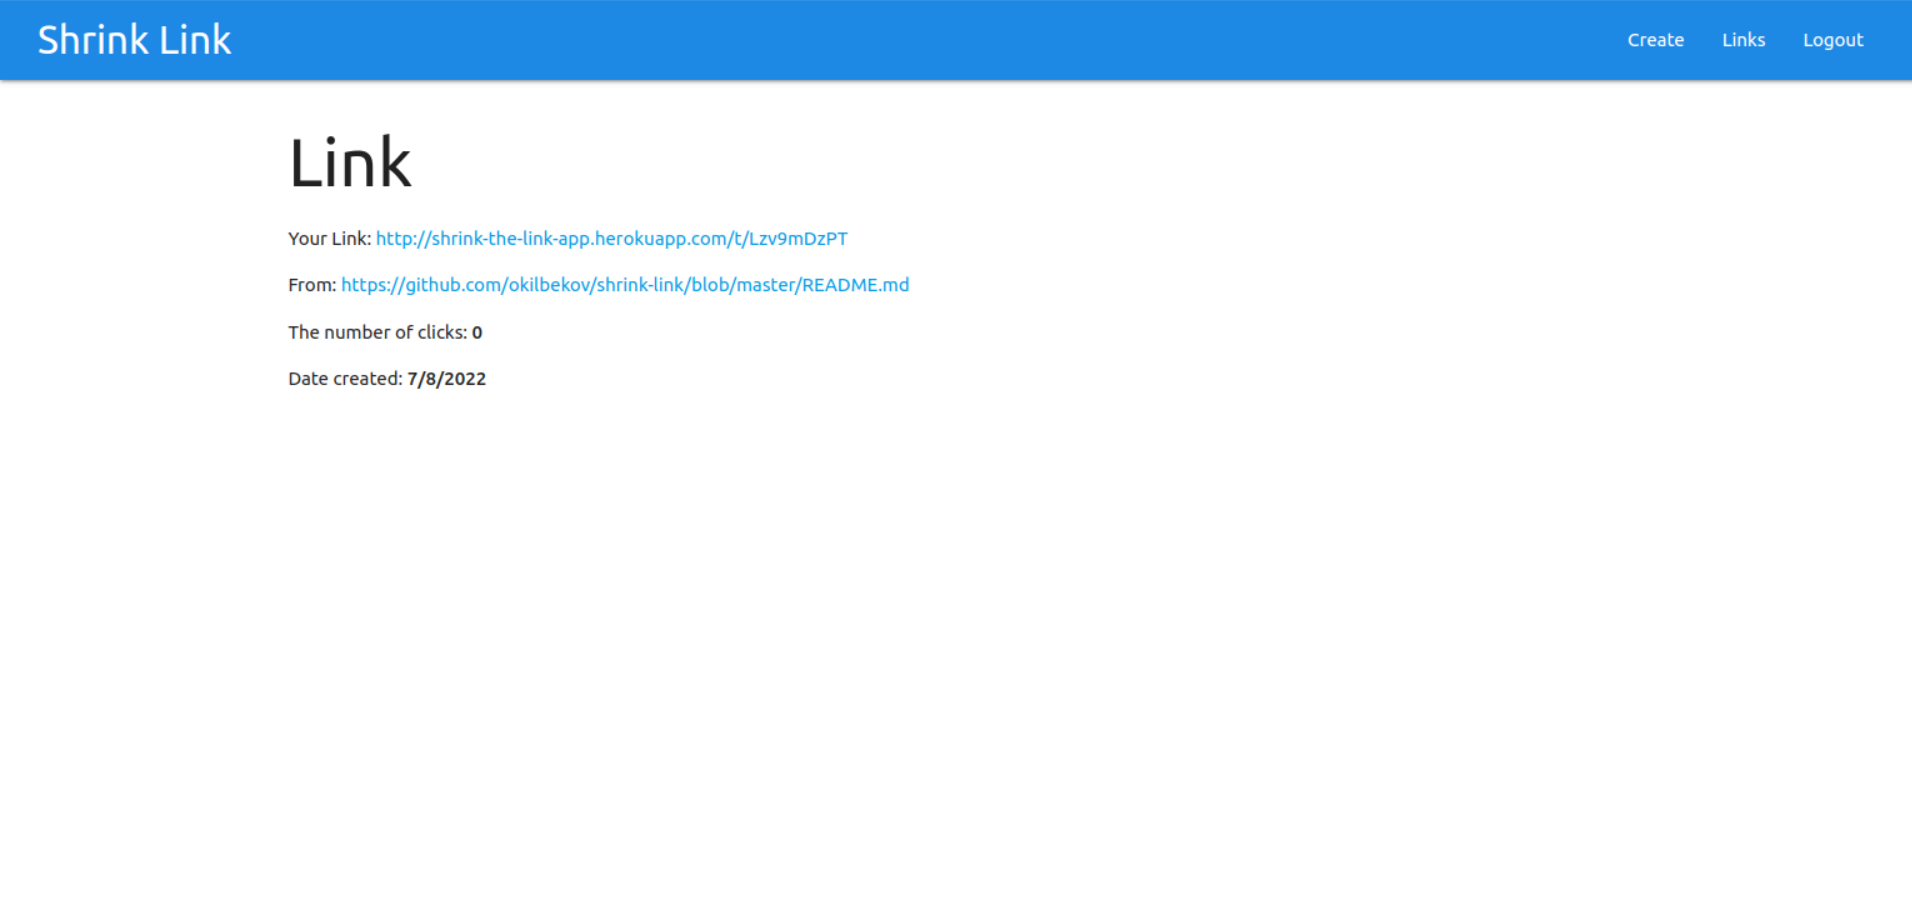 Shrink Link
Create Links Logout
Link
Your Link: http://shrink-the-link-app.herokuapp.com/t/Lzv9mDzPT
From: https://github.com/okilbekov/shrink-link/blob/master/README.md
The number of clicks: 0
Date created: 7/8/2022